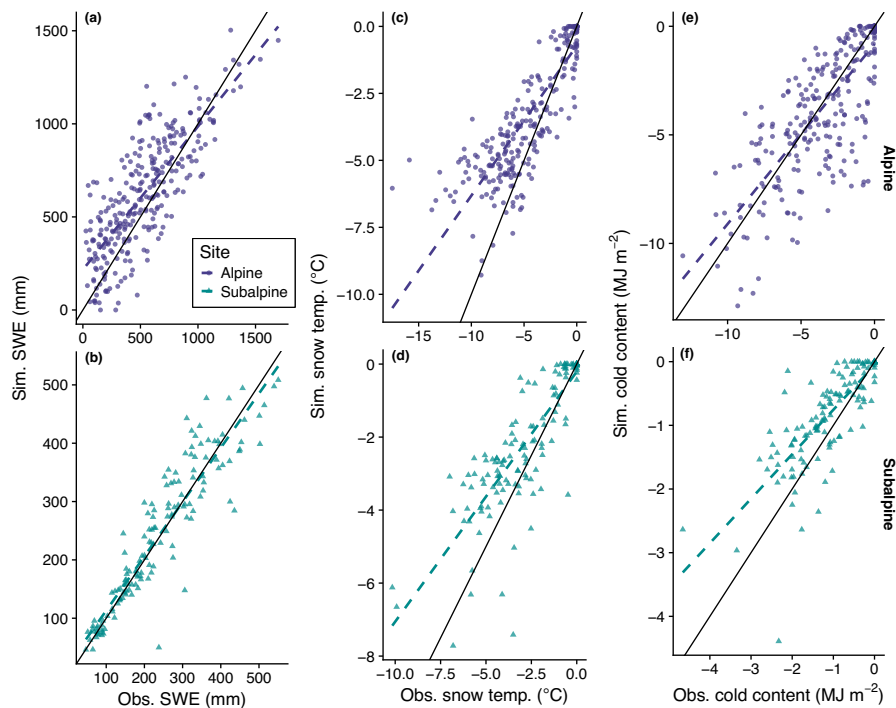 (a)
Sim. SWE (mm)
1500
1000
500
0
0 500 1000 1500
Site
Alpine
Subalpine
(b)
500
400
300
200
100
100 200 300 400 500
Obs. SWE (mm)
(c)
Sim. snow temp. (°C)
0.0
−2.5
−5.0
−7.5
−10.0
−15 −10 −5 0
(d)
0
−2
−4
−6
−8
−10.0 −7.5 −5.0 −2.5 0.0
Obs. snow temp. (°C)
(e)
Sim. cold content (MJ m−2)
0
−5
−10
−10 −5 0
Alpine
(f)
0
−1
−2
−3
−4
−4 −3 −2 −1 0
Obs. cold content (MJ m−2)
Subalpine